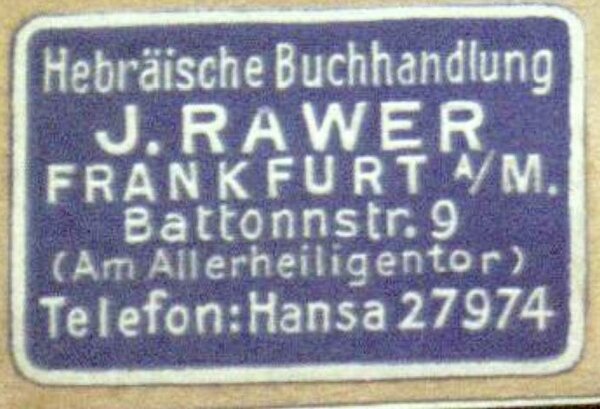 Hebräische Buchhandlung
J. RAWER
FRANKFURT A/M.
Battonnstr. 9
(Am Allerheiligentor)
Telefon: Hansa 27974